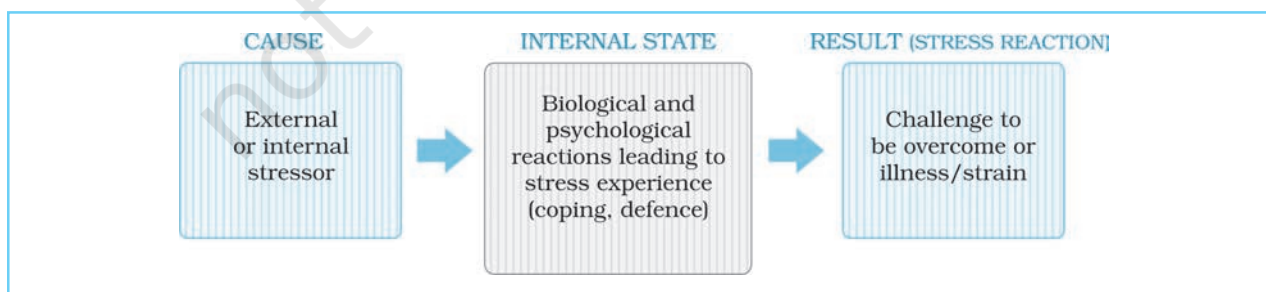 CAUSE
External
or internal
stressor
INTERNAL STATE
Biological and
psychological
reactions leading to
stress experience
(coping, defence)
RESULT (STRESS REACTION)
Challenge to
be overcome or
illness/strain
not